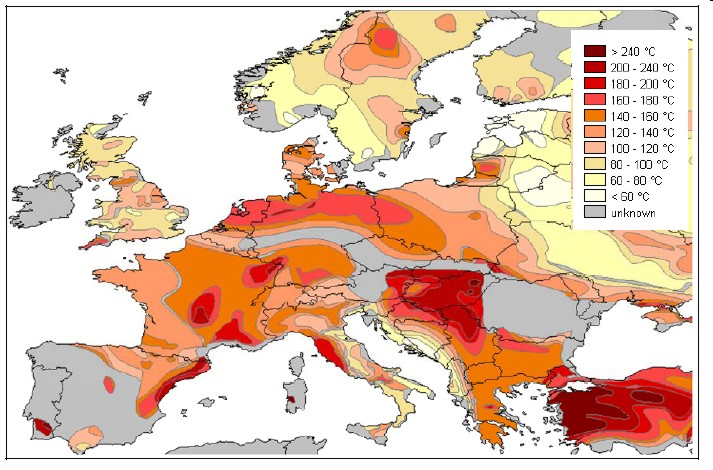 > 240 °C
200 - 240 °C
180 - 200 °C
160 - 180 °C
140 - 160 °C
120 - 140 °C
100 - 120 °C
80 - 100 °C
60 - 80 °C
< 60 °C
unknown